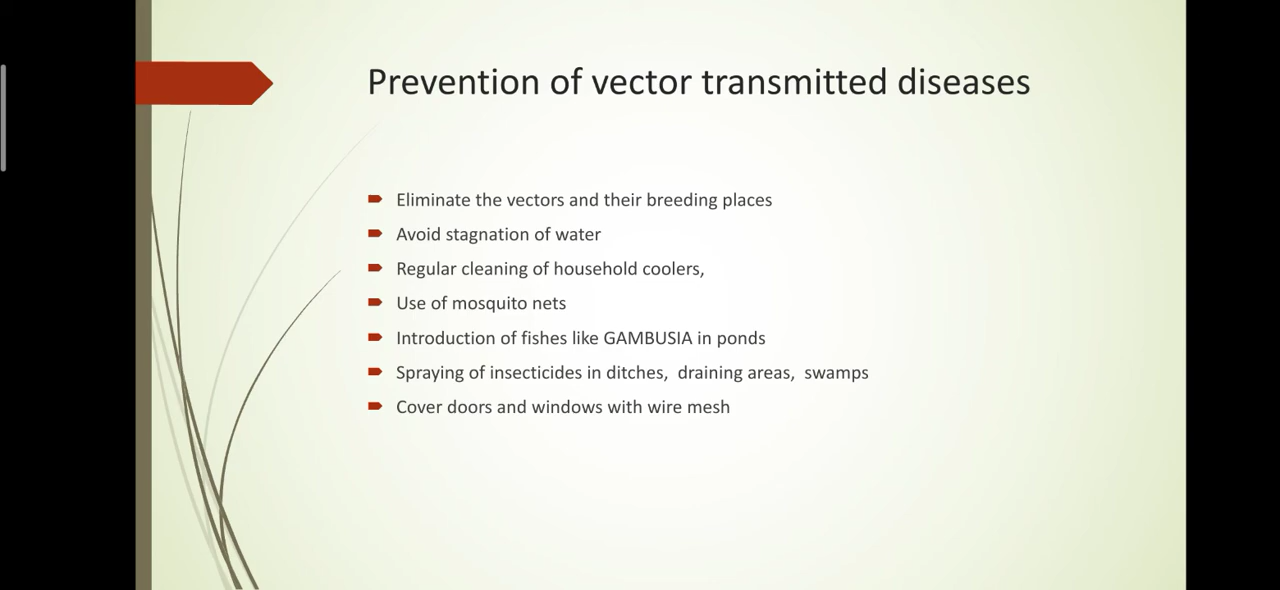 Prevention of vector transmitted diseases
Eliminate the vectors and their breeding places
Avoid stagnation of water
Regular cleaning of household coolers,
Use of mosquito nets
Introduction of fishes like GAMBUSIA in ponds
Spraying of insecticides in ditches,  draining areas,  swamps
Cover doors and windows with wire mesh